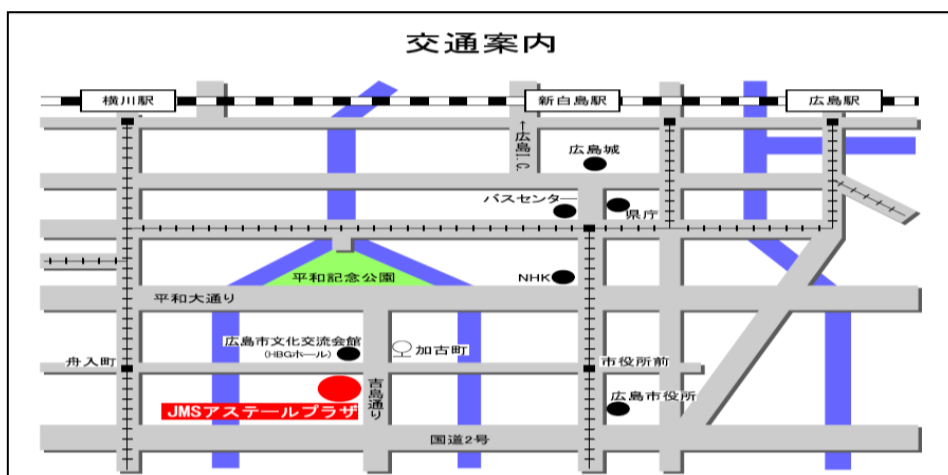 交通案内
横川駅
新白島駅
広島駅
←広島I.C.
広島城
バスセンター
県庁
平和記念公園
NHK
平和大通り
広島市文化交流会館
(HBGホール)
加古町
舟入町
市役所前
吉島通り
JMSアステールプラザ
広島市役所
国道2号